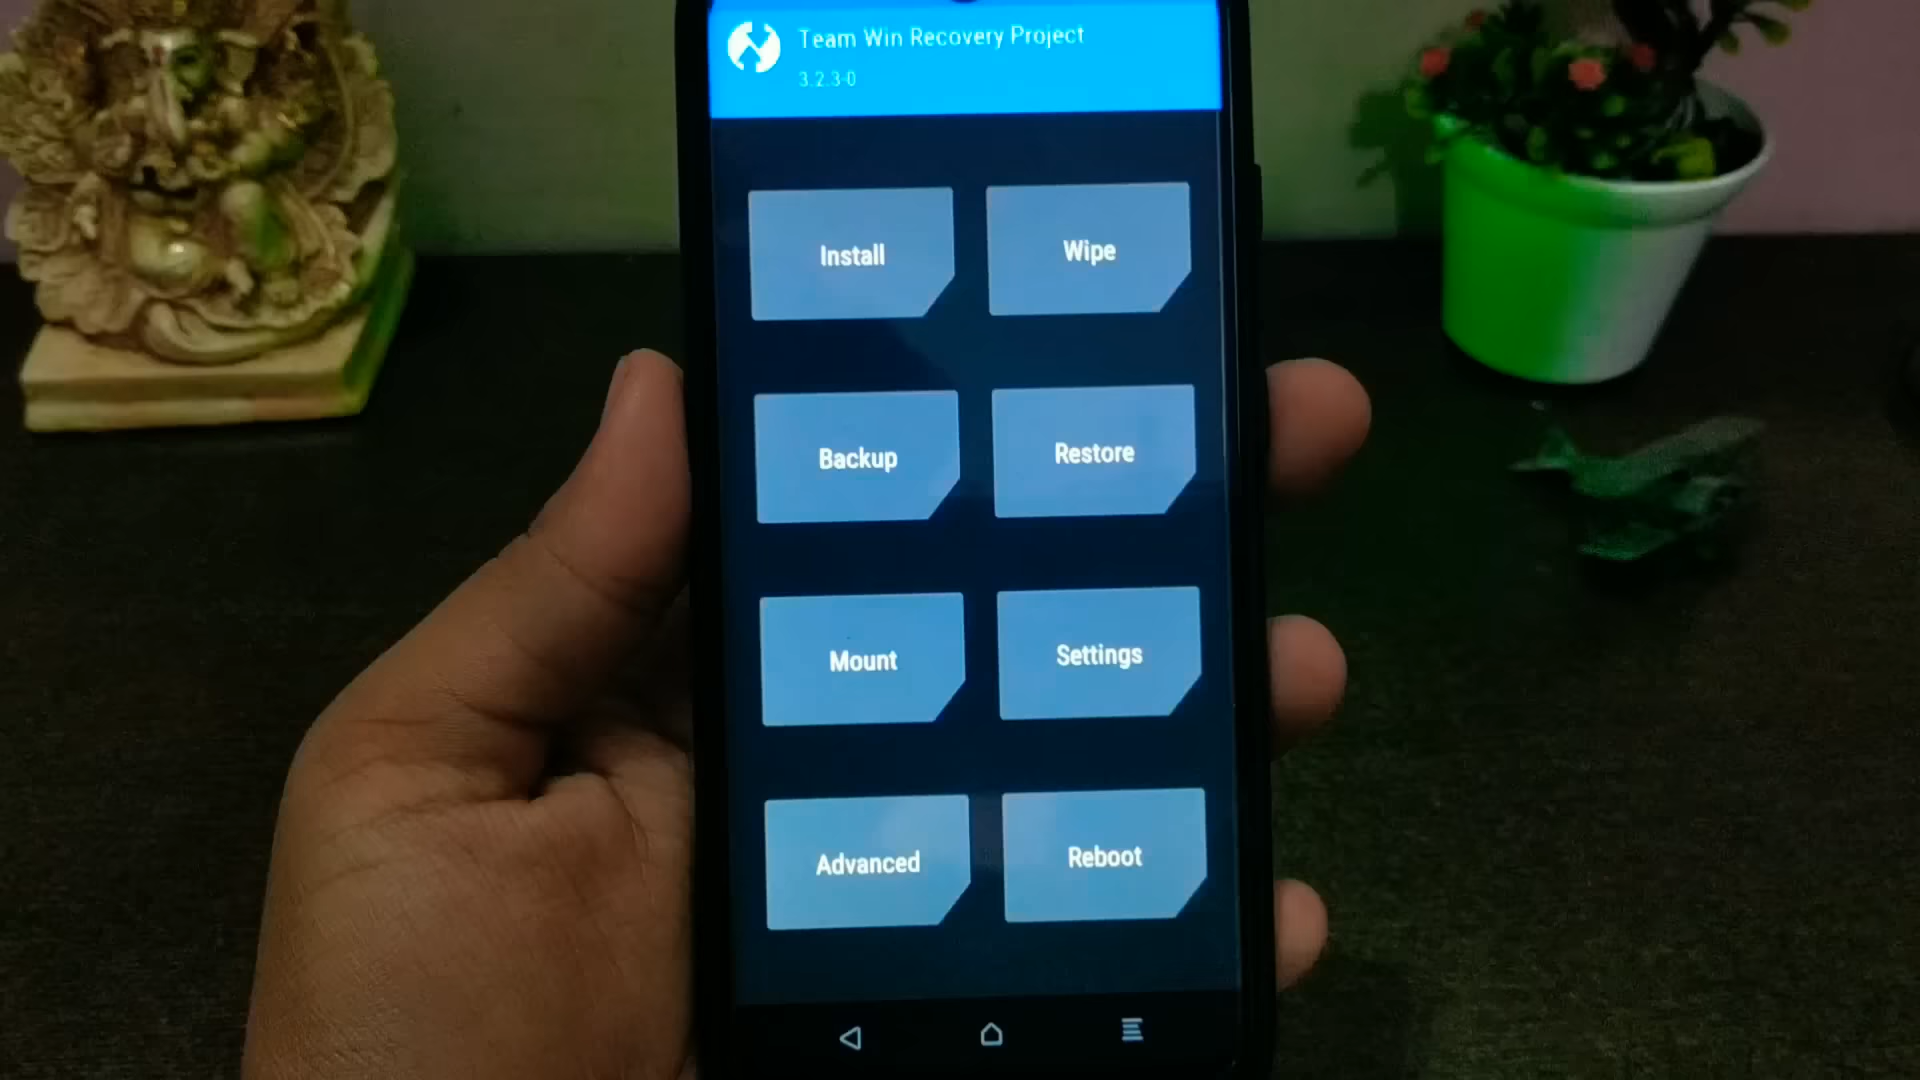 Team Win Recovery Project
3.2.3-0
Install
Wipe
Backup
Restore
Mount
Settings
Advanced
Reboot